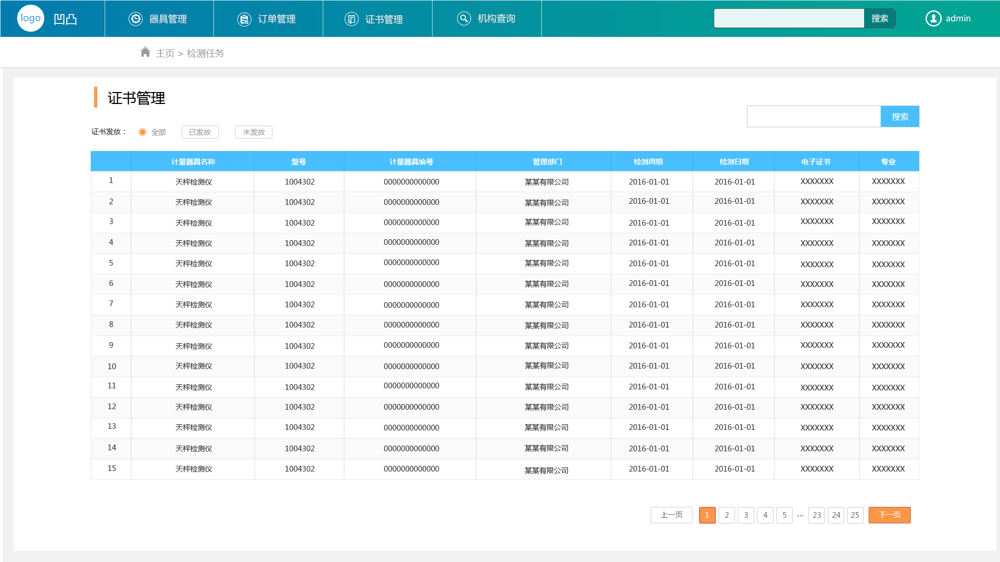 logo 凹凸 器具管理 订单管理 证书管理 机构查询 搜索 admin
主页 > 检测任务
证书管理
搜索
证书发放： 全部 已发放 未发放
计量器具名称 型号 计量器具编号 管理部门 检测周期 检测日期 电子证书 专业
1 天枰检测仪 1004302 0000000000000 某某有限公司 2016-01-01 2016-01-01 XXXXXXX XXXXXXX
2 天枰检测仪 1004302 0000000000000 某某有限公司 2016-01-01 2016-01-01 XXXXXXX XXXXXXX
3 天枰检测仪 1004302 0000000000000 某某有限公司 2016-01-01 2016-01-01 XXXXXXX XXXXXXX
4 天枰检测仪 1004302 0000000000000 某某有限公司 2016-01-01 2016-01-01 XXXXXXX XXXXXXX
5 天枰检测仪 1004302 0000000000000 某某有限公司 2016-01-01 2016-01-01 XXXXXXX XXXXXXX
6 天枰检测仪 1004302 0000000000000 某某有限公司 2016-01-01 2016-01-01 XXXXXXX XXXXXXX
7 天枰检测仪 1004302 0000000000000 某某有限公司 2016-01-01 2016-01-01 XXXXXXX XXXXXXX
8 天枰检测仪 1004302 0000000000000 某某有限公司 2016-01-01 2016-01-01 XXXXXXX XXXXXXX
9 天枰检测仪 1004302 0000000000000 某某有限公司 2016-01-01 2016-01-01 XXXXXXX XXXXXXX
10 天枰检测仪 1004302 0000000000000 某某有限公司 2016-01-01 2016-01-01 XXXXXXX XXXXXXX
11 天枰检测仪 1004302 0000000000000 某某有限公司 2016-01-01 2016-01-01 XXXXXXX XXXXXXX
12 天枰检测仪 1004302 0000000000000 某某有限公司 2016-01-01 2016-01-01 XXXXXXX XXXXXXX
13 天枰检测仪 1004302 0000000000000 某某有限公司 2016-01-01 2016-01-01 XXXXXXX XXXXXXX
14 天枰检测仪 1004302 0000000000000 某某有限公司 2016-01-01 2016-01-01 XXXXXXX XXXXXXX
15 天枰检测仪 1004302 0000000000000 某某有限公司 2016-01-01 2016-01-01 XXXXXXX XXXXXXX
上一页 1 2 3 4 5 ··· 23 24 25 下一页